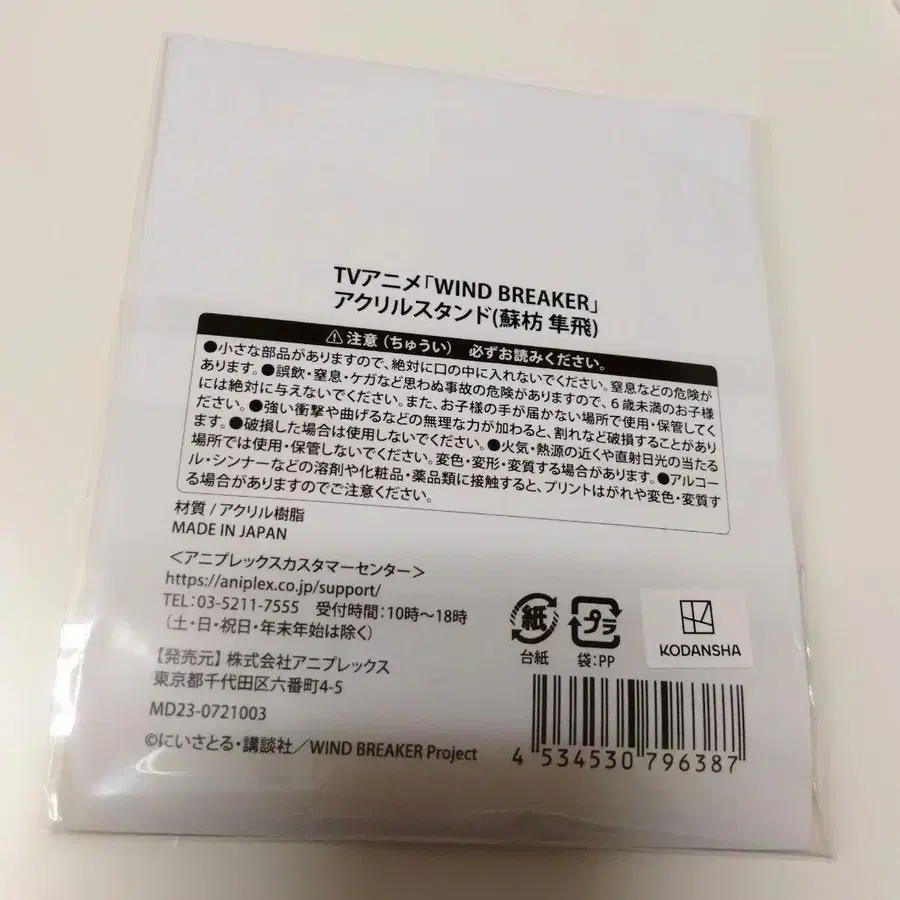 TVアニメ「WIND BREAKER」
アクリルスタンド(蘇枋 隼飛)
注意（ちゅうい） 必ずお読みください。
●小さな部品がありますので、絶対に口の中に入れないでください。窒息などの危険が
あります。●誤飲・窒息・ケガなど思わぬ事故の危険がありますので、6歳未満のお子様
には絶対に与えないでください。また、お子様の手が届かない場所で使用・保管してく
ださい。●強い衝撃や曲げるなどの無理な力が加わると、割れなど破損することがあり
ます。●破損した場合は使用しないでください。●火気・熱源の近くや直射日光の当たる
場所では使用・保管しないでください。変色・変形・変質する場合があります。●アルコー
ル・シンナーなどの溶剤や化粧品・薬品類に接触すると、プリントはがれや変色・変質す
る場合がありますのでご注意ください。
材質 / アクリル樹脂
MADE IN JAPAN
＜アニプレックスカスタマーセンター＞
https://aniplex.co.jp/support/
TEL：03-5211-7555 受付時間：10時～18時
（土・日・祝日・年末年始は除く）
【発売元】株式会社アニプレックス
東京都千代田区六番町4-5
MD23-0721003
©にいさとる・講談社／WIND BREAKER Project
紙
台紙
プラ
袋：PP
KODANSHA
4 534530 796387